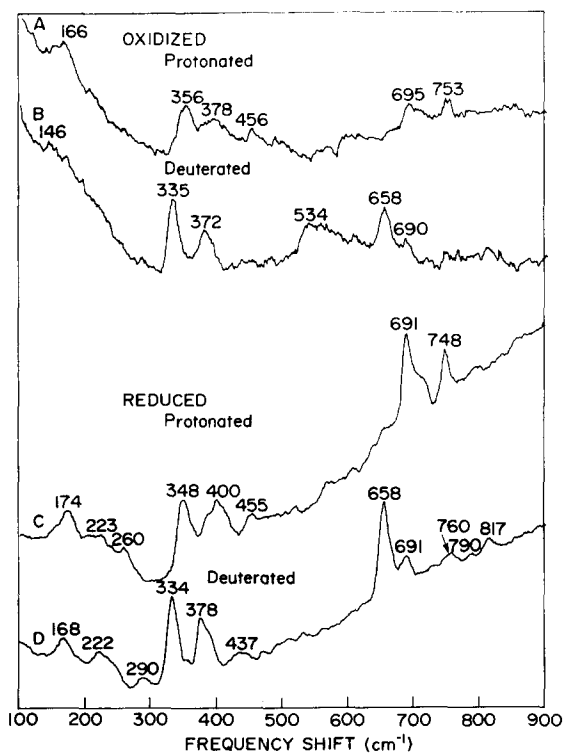 A
166
OXIDIZED
Protonated
356
378
456
695
753
B
146
Deuterated
335
372
534
658
690
691
748
REDUCED
Protonated
C
174
223
260
348
400
455
658
691
760
790
817
Deuterated
D
168
222
290
334
378
437
100 200 300 400 500 600 700 800 900
FREQUENCY SHIFT (cm⁻¹)